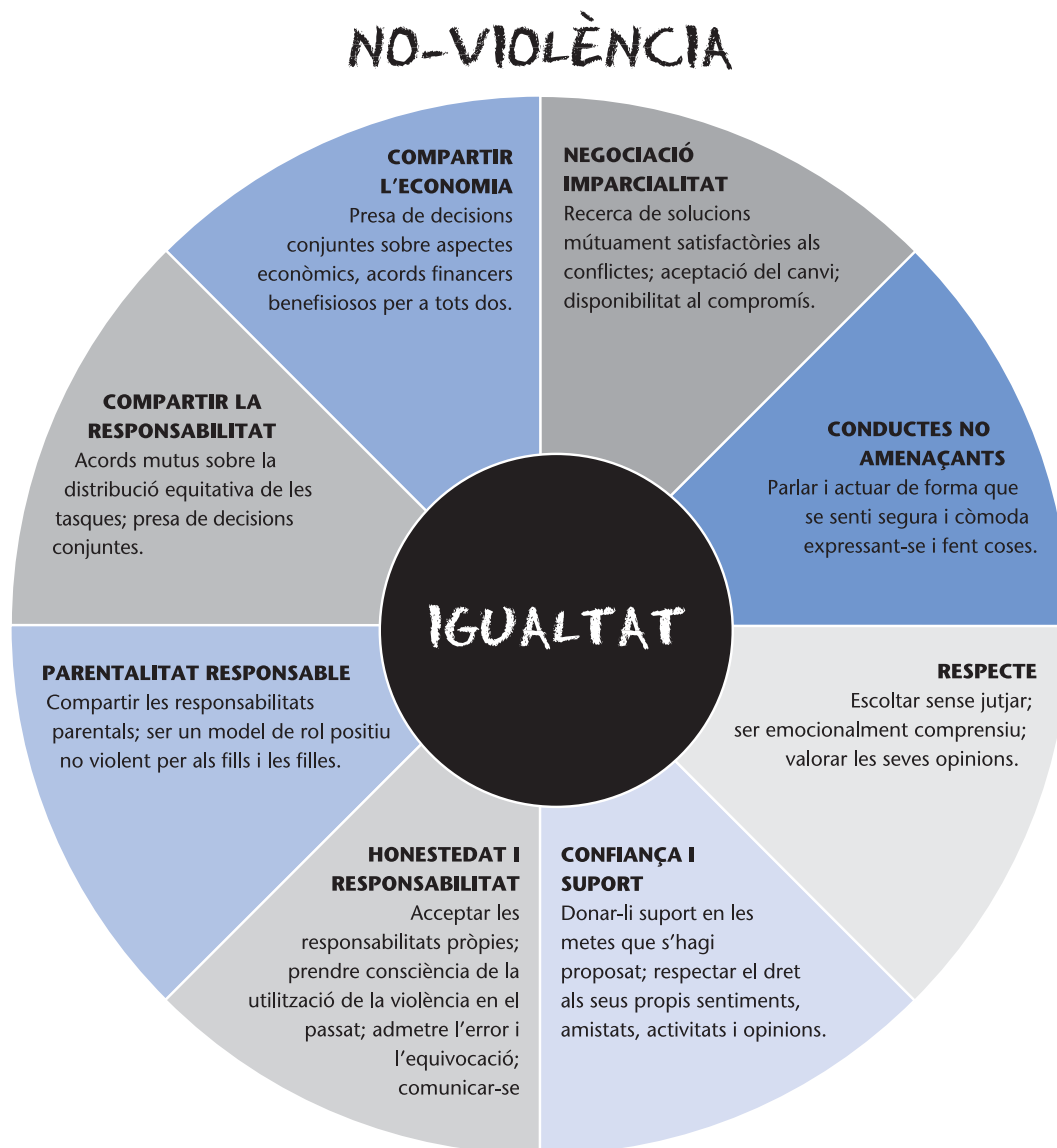 NO-VIOLÈNCIA
COMPARTIR
L'ECONOMIA
Presa de decisions
conjuntes sobre aspectes
econòmics, acords financers
benefisiosos per a tots dos.
NEGOCIACIÓ
IMPARCIALITAT
Recerca de solucions
mútuament satisfactòries als
conflictes; aceptació del canvi;
disponibilitat al compromís.
CONDUCTES NO
AMENAÇANTS
Parlar i actuar de forma que
se senti segura i còmoda
expressant-se i fent coses.
RESPECTE
Escoltar sense jutjar;
ser emocionalment comprensiu;
valorar les seves opinions.
CONFIANÇA I
SUPORT
Donar-li suport en les
metes que s'hagi
proposat; respectar el dret
als seus propis sentiments,
amistats, activitats i opinions.
HONESTEDAT I
RESPONSABILITAT
Acceptar les
responsabilitats pròpies;
prendre consciència de la
utilització de la violència en el
passat; admetre l'error i
l'equivocació;
comunicar-se
PARENTALITAT RESPONSABLE
Compartir les responsabilitats
parentals; ser un model de rol positiu
no violent per als fills i les filles.
COMPARTIR LA
RESPONSABILITAT
Acords mutus sobre la
distribució equitativa de les
tasques; presa de decisions
conjuntes.
IGUALTAT